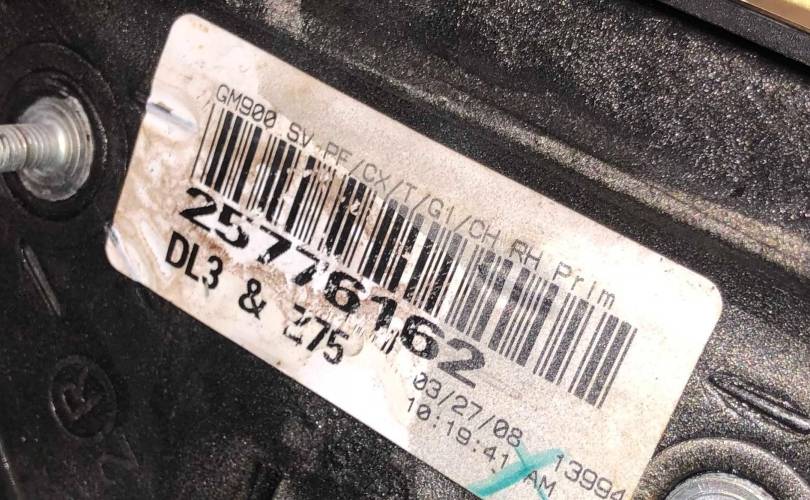 GM900 SV-PF/CX/T/G1/CH RH Prim
25776162
DL3 & Z75
03/27/08 13994
10:19:41 AM
R